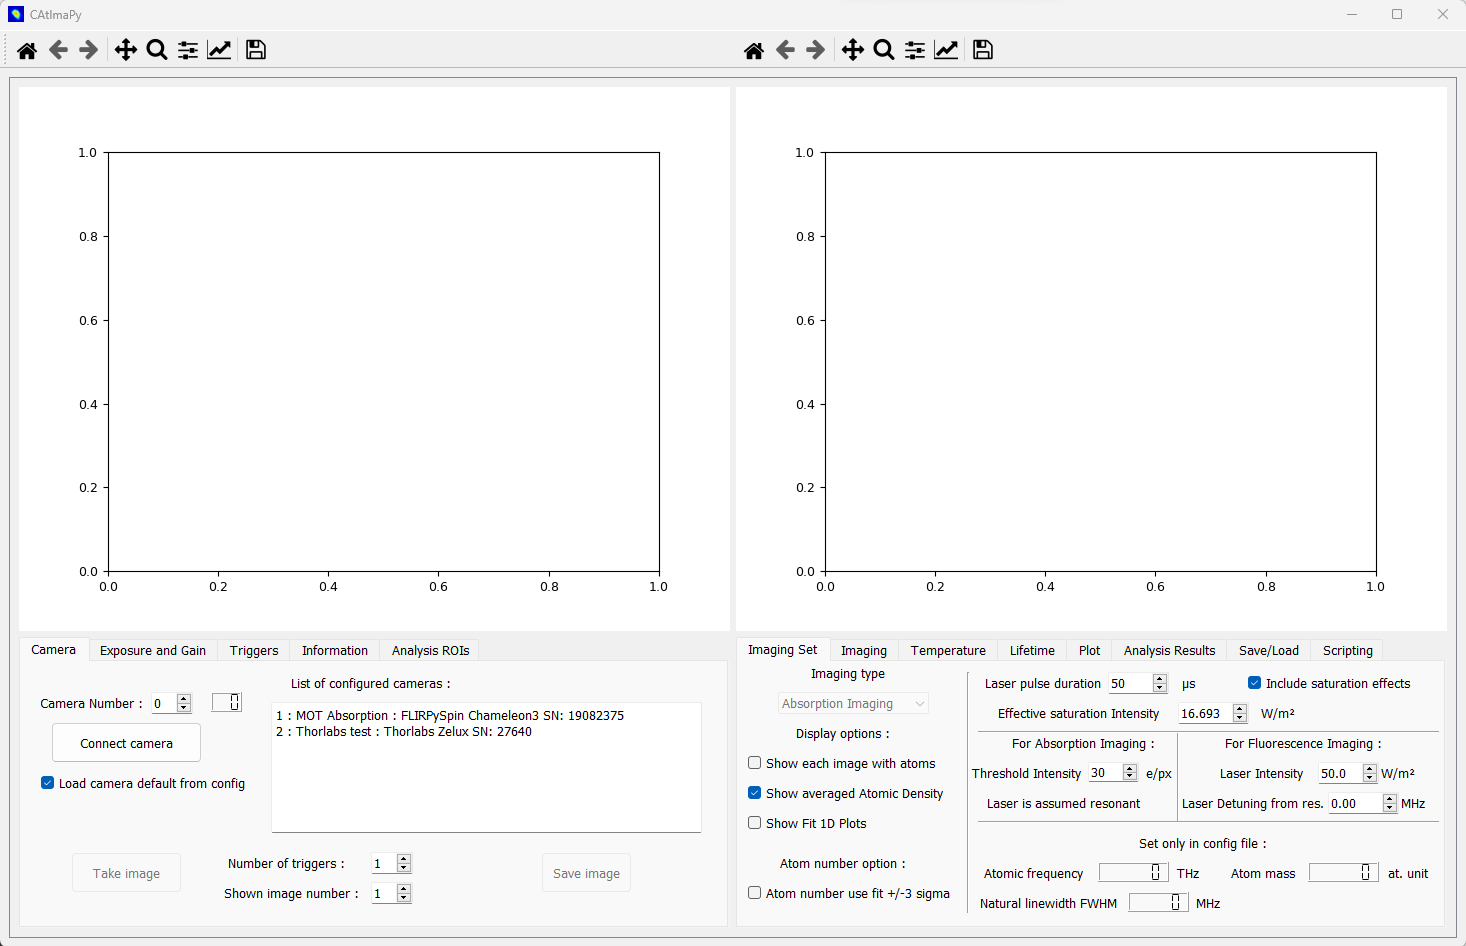 CAtImaPy
1.0
0.8
0.6
0.4
0.2
0.0
0.0 0.2 0.4 0.6 0.8 1.0
1.0
0.8
0.6
0.4
0.2
0.0
0.0 0.2 0.4 0.6 0.8 1.0
Camera Exposure and Gain Triggers Information Analysis ROIs
List of configured cameras :
Camera Number : 0 0
1 : MOT Absorption : FLIRPySpin Chameleon3 SN: 19082375
2 : Thorlabs test : Thorlabs Zelux SN: 27640
Connect camera
Load camera default from config
Take image
Number of triggers : 1
Save image
Shown image number : 1
Imaging Set Imaging Temperature Lifetime Plot Analysis Results Save/Load Scripting
Imaging type
Absorption Imaging
Display options :
Show each image with atoms
Show averaged Atomic Density
Show Fit 1D Plots
Atom number option :
Atom number use fit +/-3 sigma
Laser pulse duration 50 µs
Include saturation effects
Effective saturation Intensity 16.693 W/m²
For Absorption Imaging :
Threshold Intensity 30 e/px
Laser is assumed resonant
For Fluorescence Imaging :
Laser Intensity 50.0 W/m²
Laser Detuning from res. 0.00 MHz
Set only in config file :
Atomic frequency 0 THz
Atom mass 0 at. unit
Natural linewidth FWHM 0 MHz